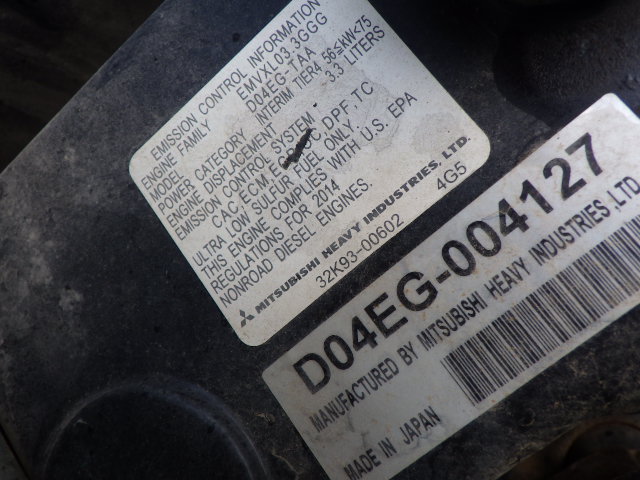 EMISSION CONTROL INFORMATION
ENGINE FAMILY EMVXL03.3GGG
MODEL D04EG-TAA
POWER CATEGORY INTERIM TIER4 56≤kW<75
ENGINE DISPLACEMENT 3.3 LITERS
EMISSION CONTROL SYSTEM
CAC. ECM. E DPF. TC
ULTRA LOW SULFUR FUEL ONLY
THIS ENGINE COMPLIES WITH U.S. EPA
REGULATIONS FOR 2014
NONROAD DIESEL ENGINES.
MITSUBISHI HEAVY INDUSTRIES, LTD.
32K93-00602 4G5
D04EG-004127
MANUFACTURED BY MITSUBISHI HEAVY INDUSTRIES LTD
MADE IN JAPAN